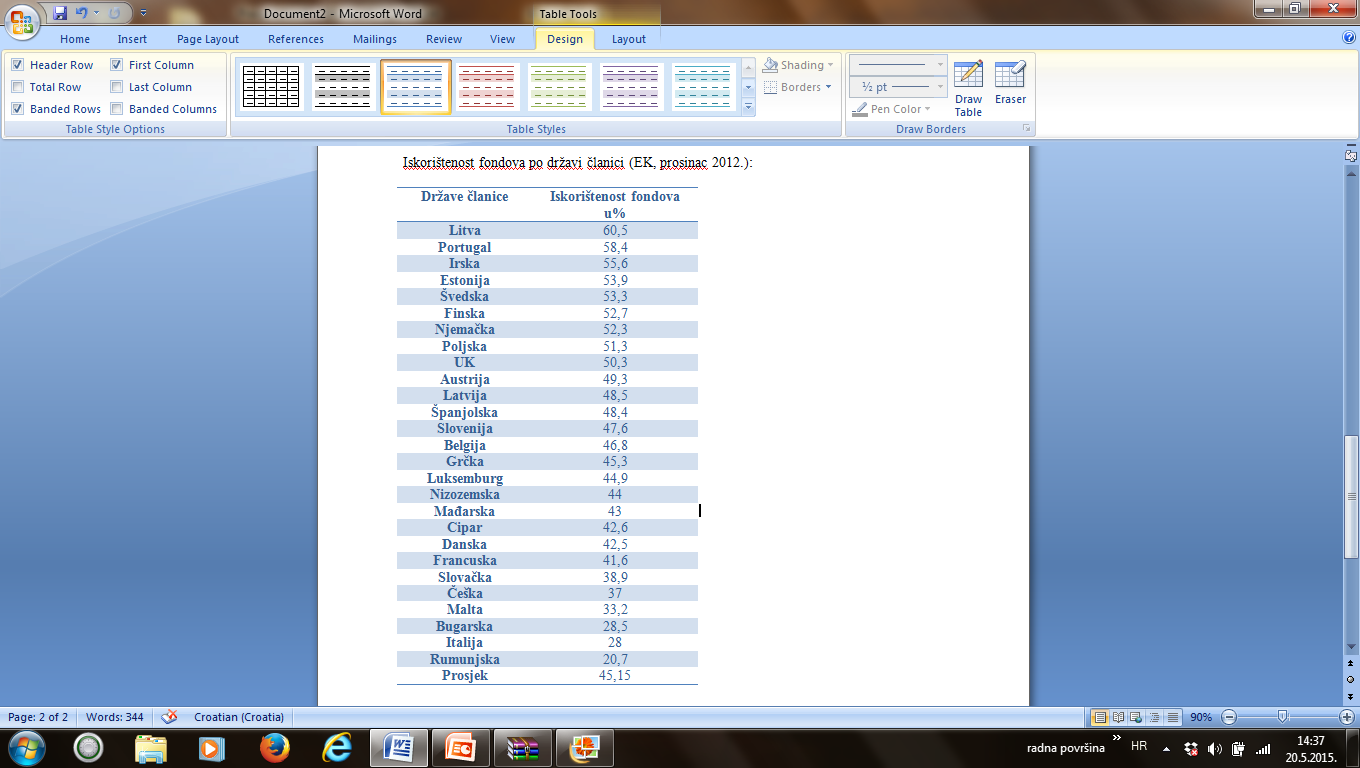 Document2 - Microsoft Word
Table Tools
Home Insert Page Layout References Mailings Review View Design Layout
Header Row First Column
Total Row Last Column
Banded Rows Banded Columns
Table Style Options
Table Styles
Shading
Borders
½ pt
Pen Color
Draw Table
Eraser
Draw Borders
Iskorištenost fondova po državi članici (EK, prosinac 2012.):
Države članice Iskorištenost fondova
u%
Litva 60,5
Portugal 58,4
Irska 55,6
Estonija 53,9
Švedska 53,3
Finska 52,7
Njemačka 52,3
Poljska 51,3
UK 50,3
Austrija 49,3
Latvija 48,5
Španjolska 48,4
Slovenija 47,6
Belgija 46,8
Grčka 45,3
Luksemburg 44,9
Nizozemska 44
Mađarska 43
Cipar 42,6
Danska 42,5
Francuska 41,6
Slovačka 38,9
Češka 37
Malta 33,2
Bugarska 28,5
Italija 28
Rumunjska 20,7
Prosjek 45,15
Page: 2 of 2 Words: 344 Croatian (Croatia) 90%
radna površina HR 14:37
20.5.2015.